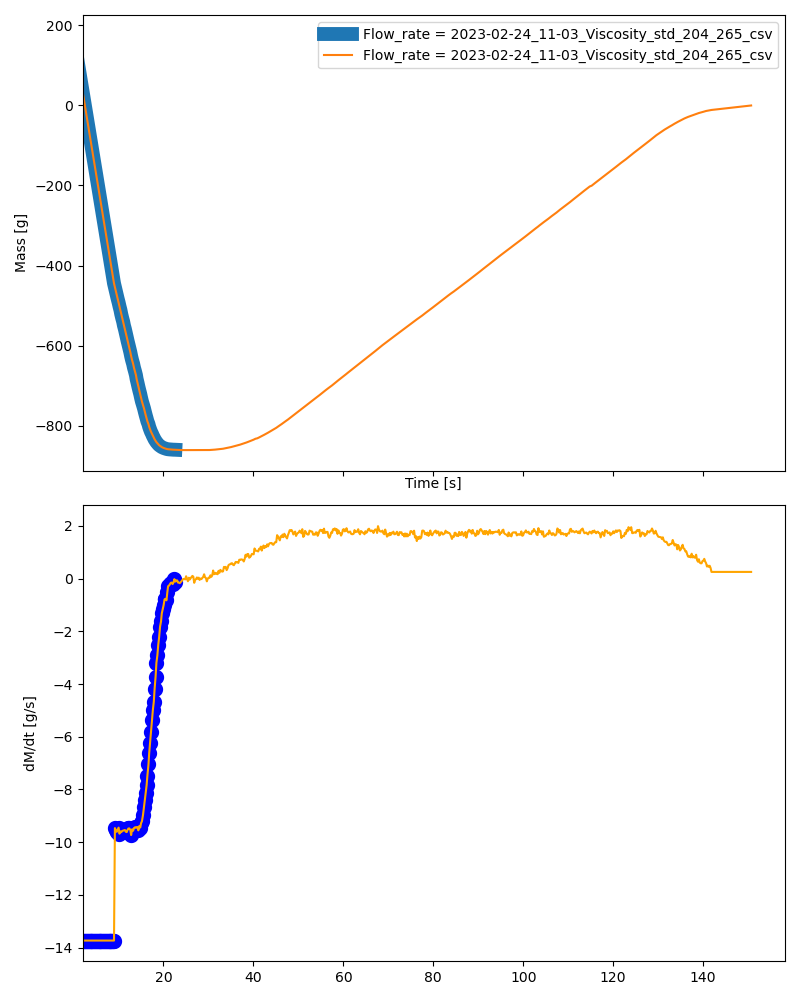 Flow_rate = 2023-02-24_11-03_Viscosity_std_204_265_csv
Flow_rate = 2023-02-24_11-03_Viscosity_std_204_265_csv
200
0
−200
−400
−600
−800
Mass [g]
Time [s]
2
0
−2
−4
−6
−8
−10
−12
−14
dM/dt [g/s]
20 40 60 80 100 120 140